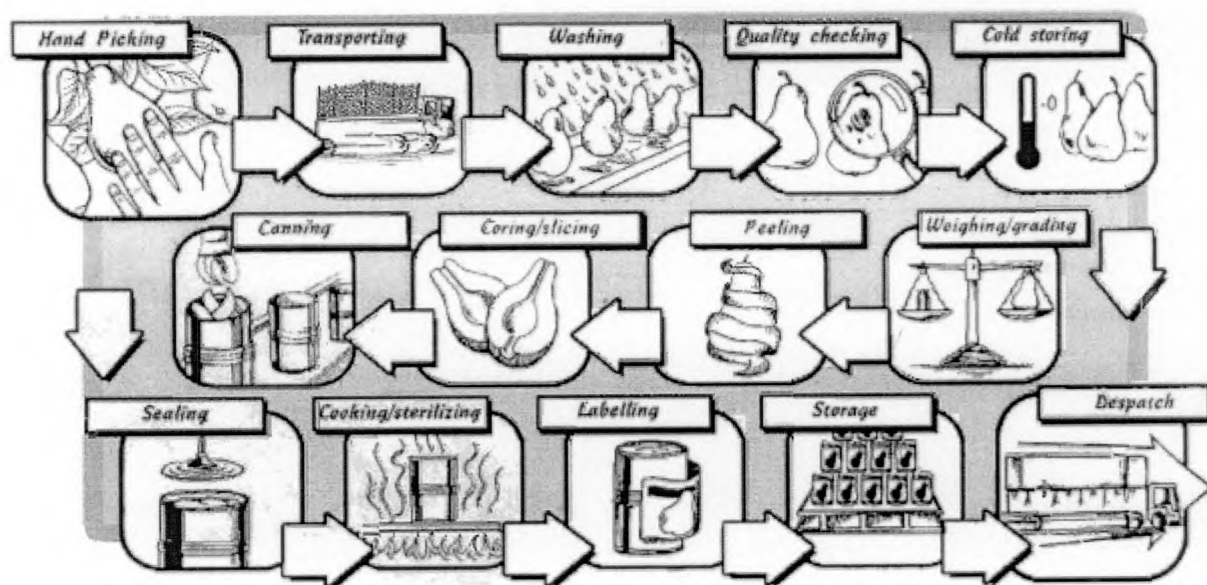 Hand Picking
Transporting
Washing
Quality checking
Cold storing
-0
Canning
Coring/slicing
Peeling
Weighing/grading
Sealing
Cooking/sterilizing
Labelling
Storage
Despatch